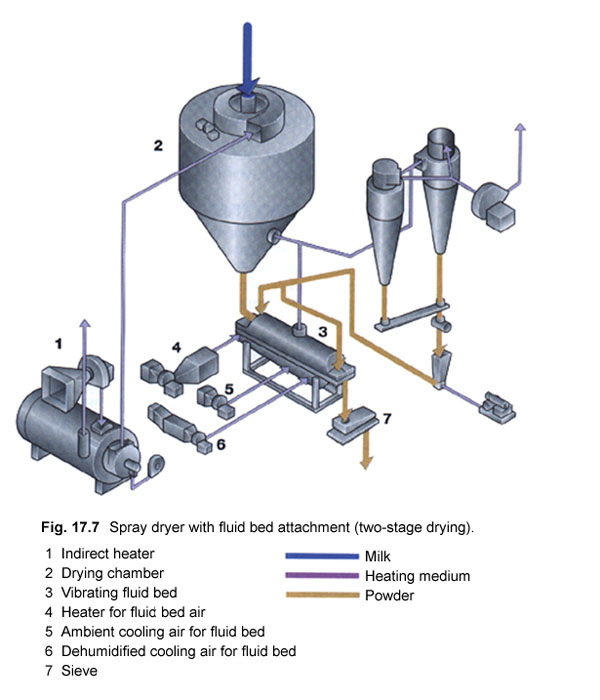 2
3
1
4
5
7
6
Fig. 17.7 Spray dryer with fluid bed attachment (two-stage drying).
1 Indirect heater
2 Drying chamber
3 Vibrating fluid bed
4 Heater for fluid bed air
5 Ambient cooling air for fluid bed
6 Dehumidified cooling air for fluid bed
7 Sieve
Milk
Heating medium
Powder